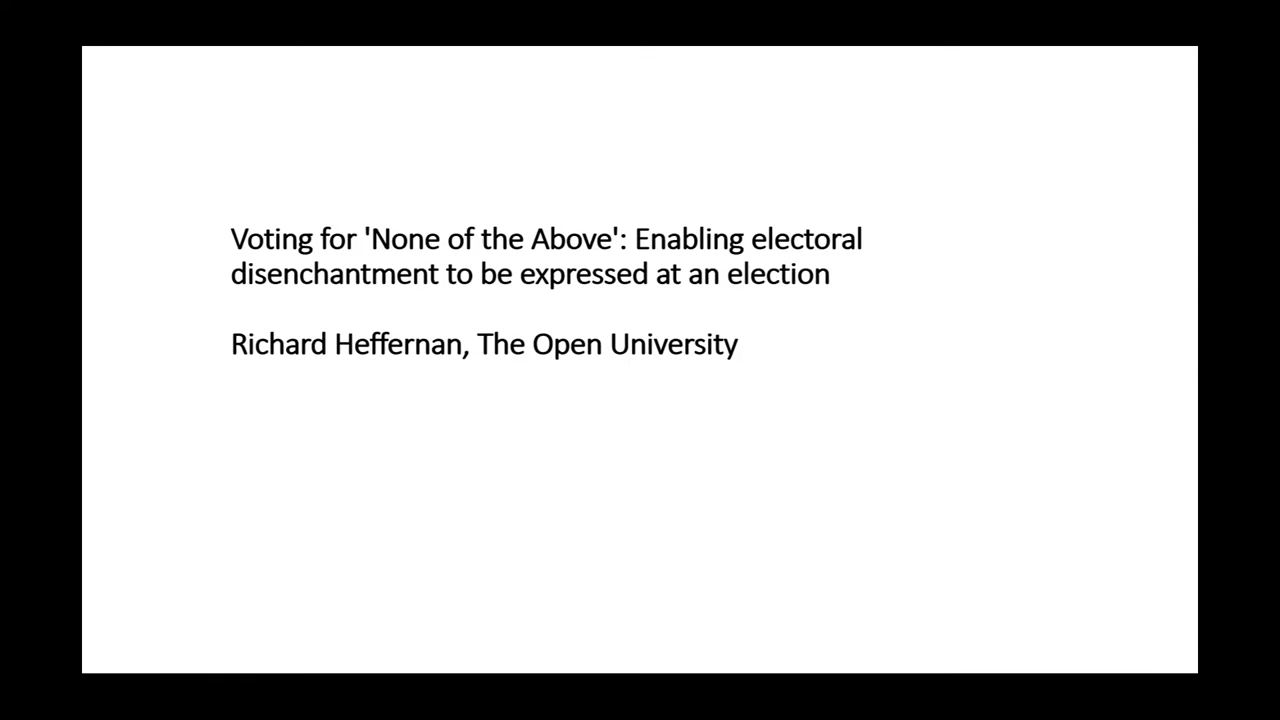 Voting for 'None of the Above': Enabling electoral
disenchantment to be expressed at an election
Richard Heffernan, The Open University